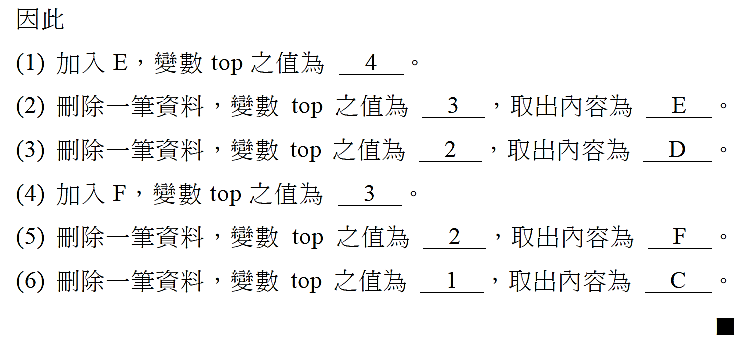 因此
(1) 加入 E，變數 top 之值為 4 。
(2) 刪除一筆資料，變數 top 之值為 3 ，取出內容為 E 。
(3) 刪除一筆資料，變數 top 之值為 2 ，取出內容為 D 。
(4) 加入 F，變數 top 之值為 3 。
(5) 刪除一筆資料，變數 top 之值為 2 ，取出內容為 F 。
(6) 刪除一筆資料，變數 top 之值為 1 ，取出內容為 C 。